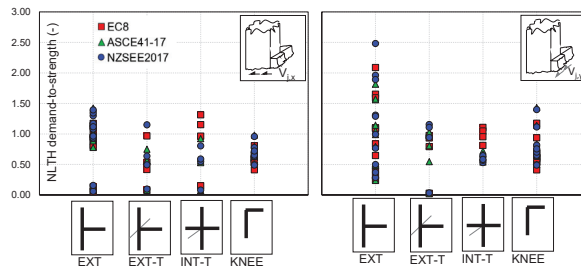 3.00
2.50
2.00
1.50
1.00
0.50
0.00
NLTH demand-to-strength (-)
EC8
ASCE41-17
NZSEE2017
Vj,x
Vj,y
EXT
EXT-T
INT-T
KNEE
EXT
EXT-T
INT-T
KNEE